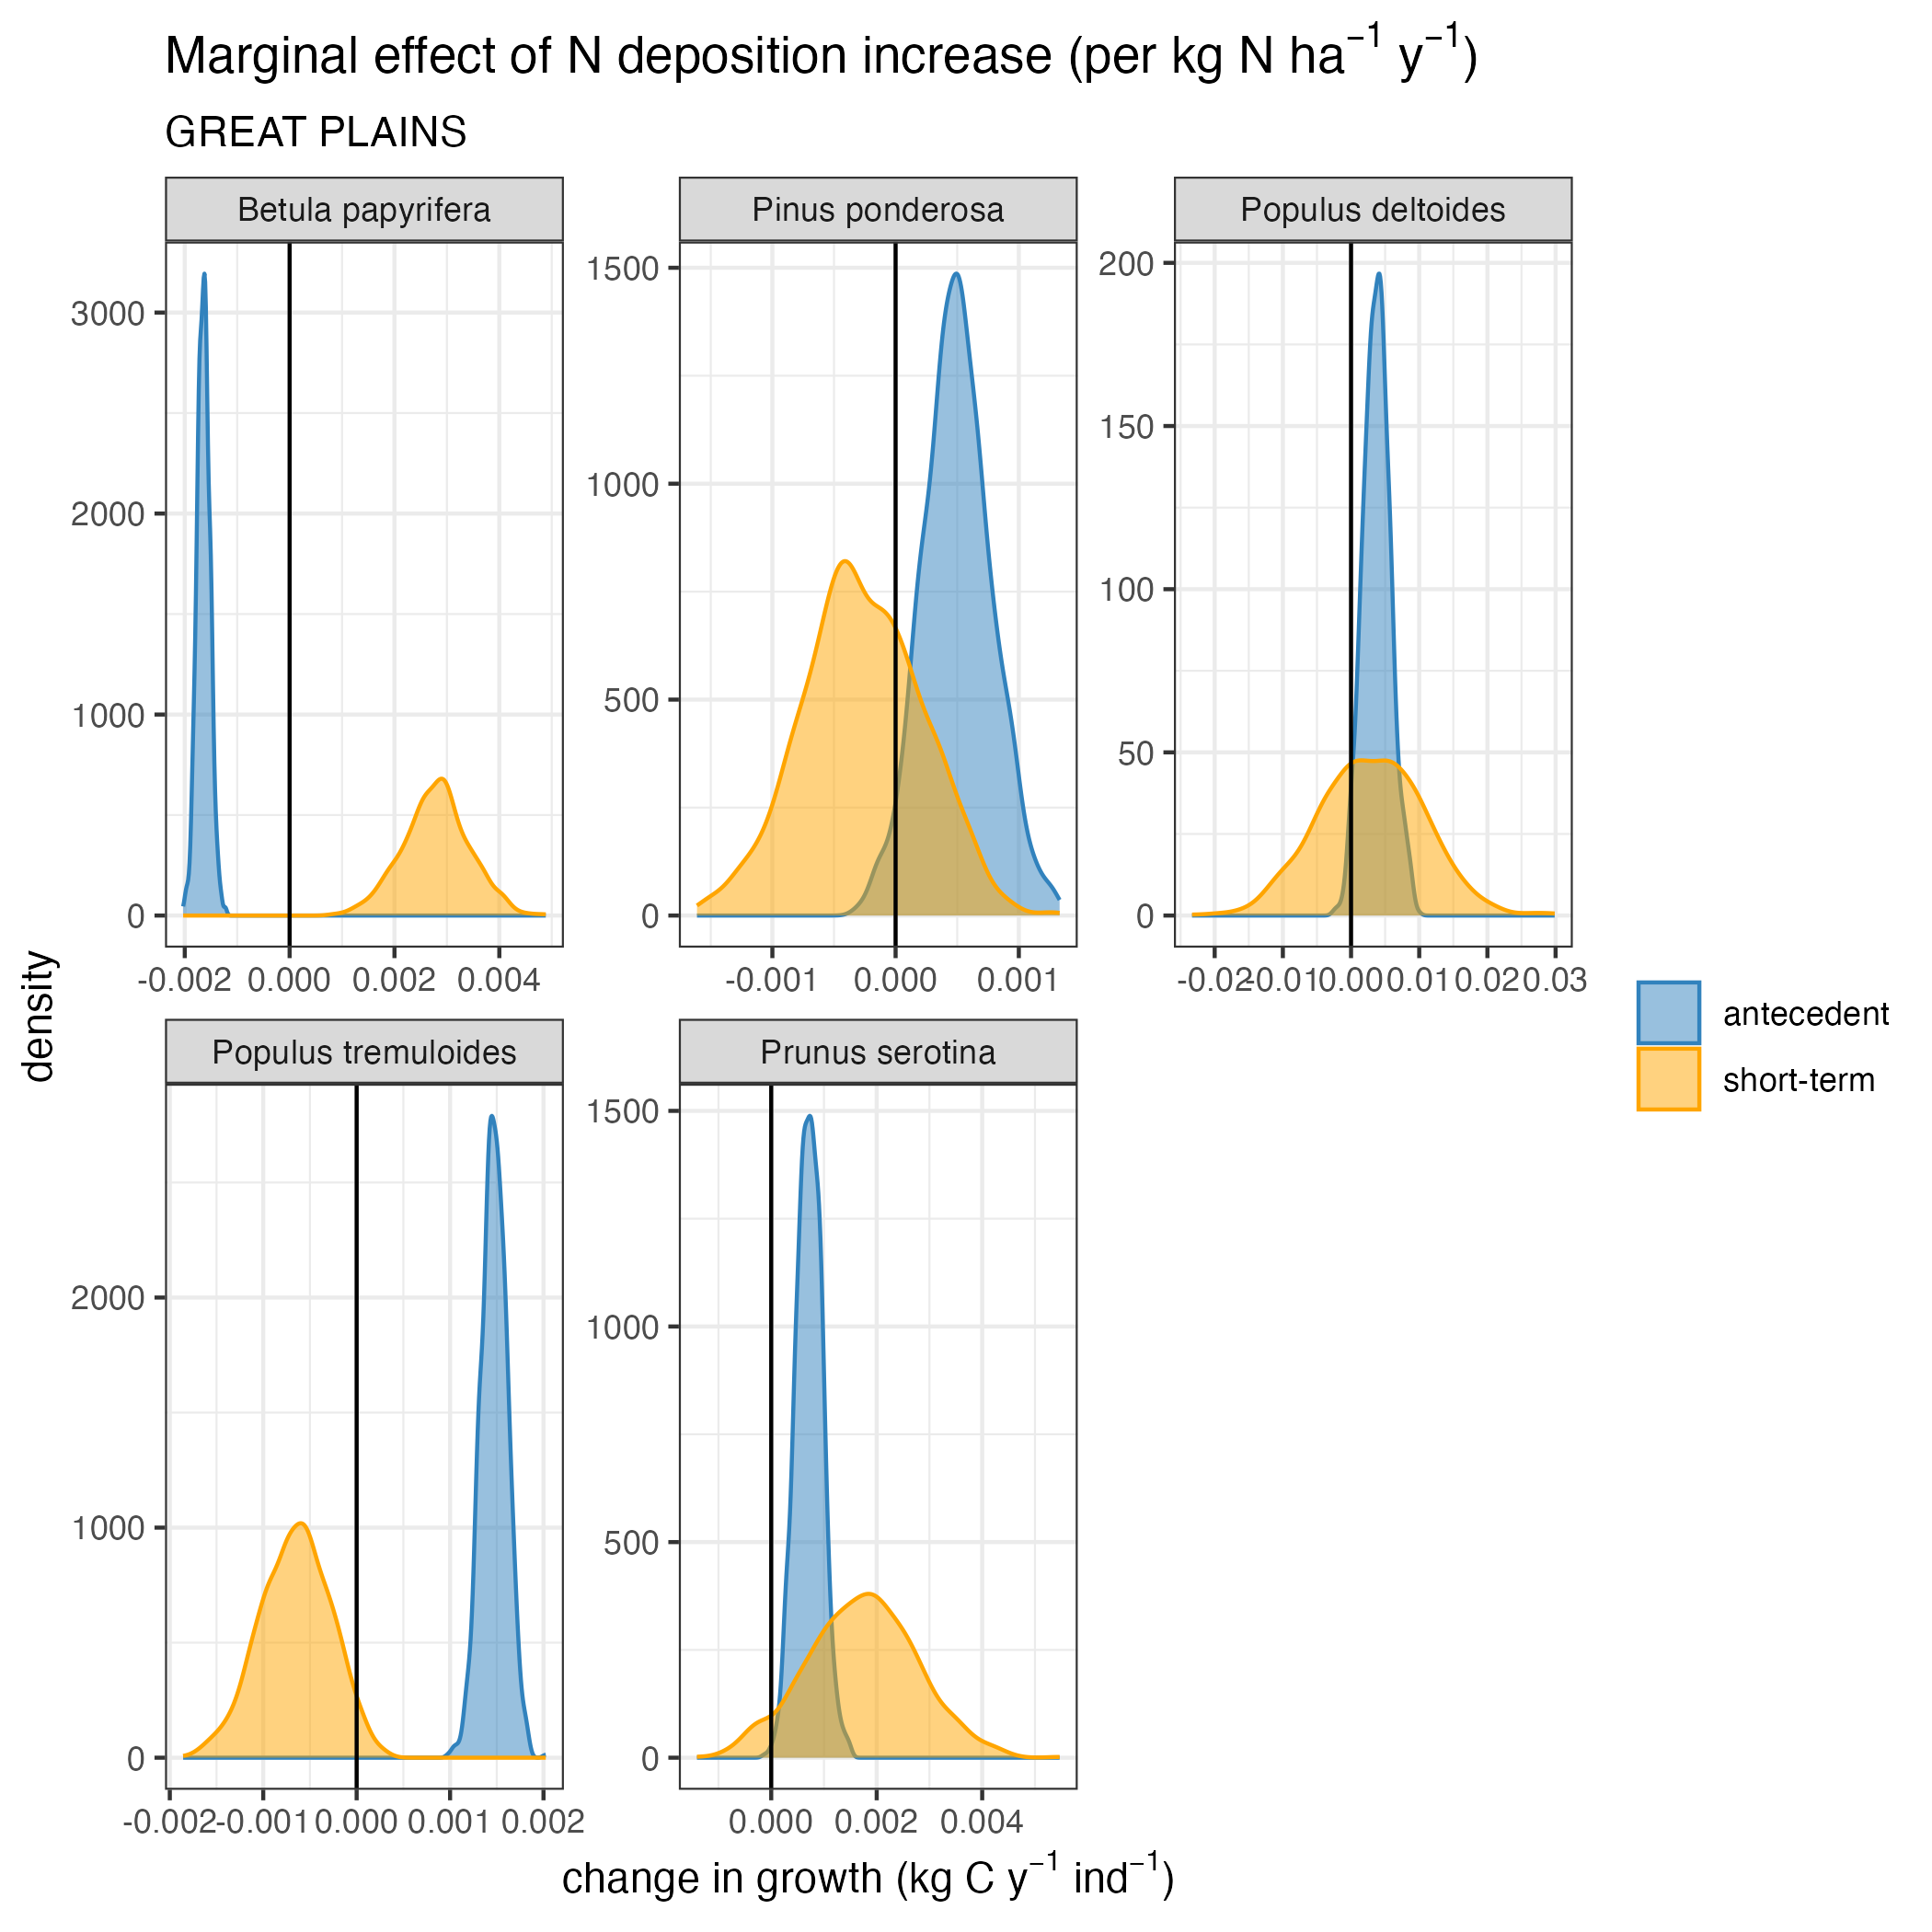 Marginal effect of N deposition increase (per kg N ha⁻¹ y⁻¹)
GREAT PLAINS
Betula papyrifera
Pinus ponderosa
Populus deltoides
3000
2000
1000
0
1500
1000
500
0
200
150
100
50
0
-0.002 0.000 0.002 0.004
-0.001 0.000 0.001
-0.02 -0.01 0.00 0.01 0.02 0.03
density
antecedent
short-term
Populus tremuloides
Prunus serotina
2000
1000
0
1500
1000
500
0
-0.002 -0.001 0.000 0.001 0.002
0.000 0.002 0.004
change in growth (kg C y⁻¹ ind⁻¹)